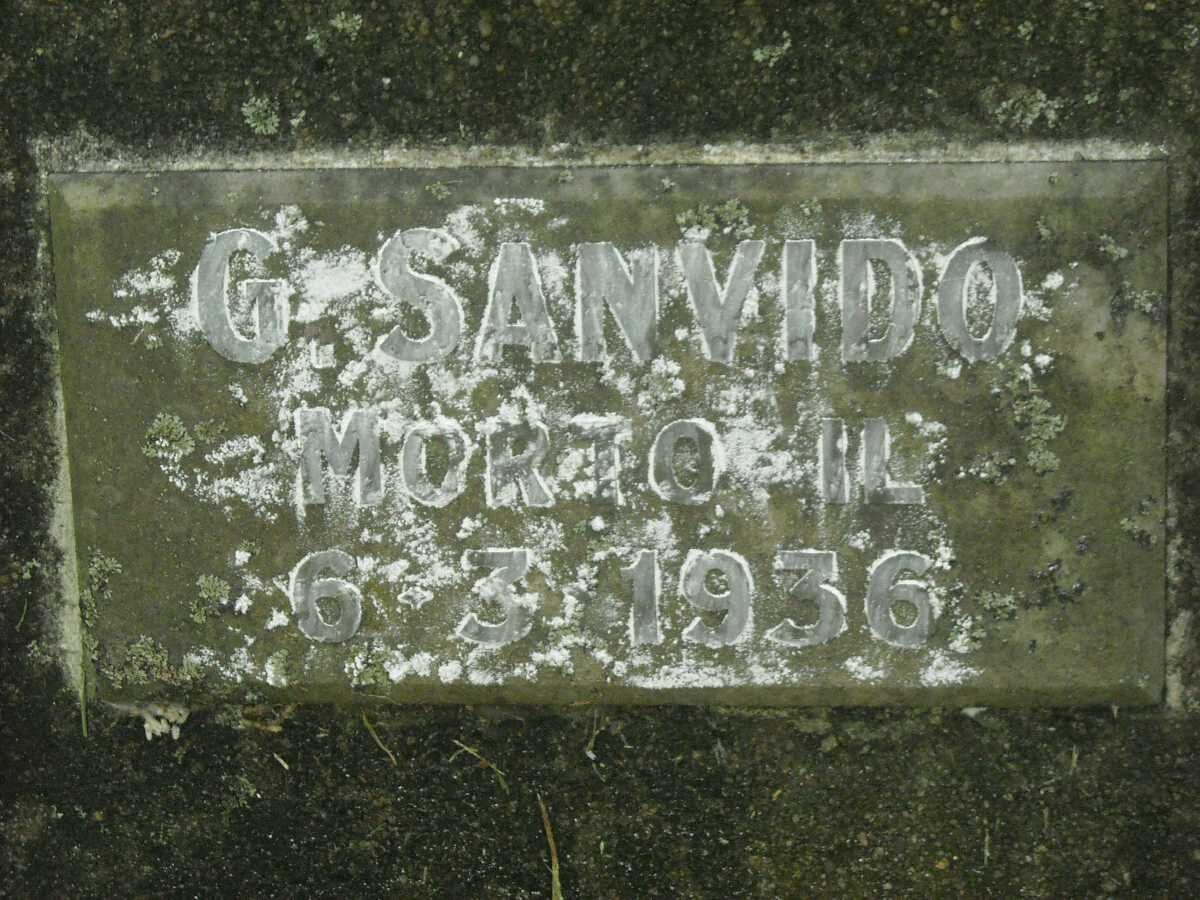 G. SANVIDO
MORTO IL
6·3·1936